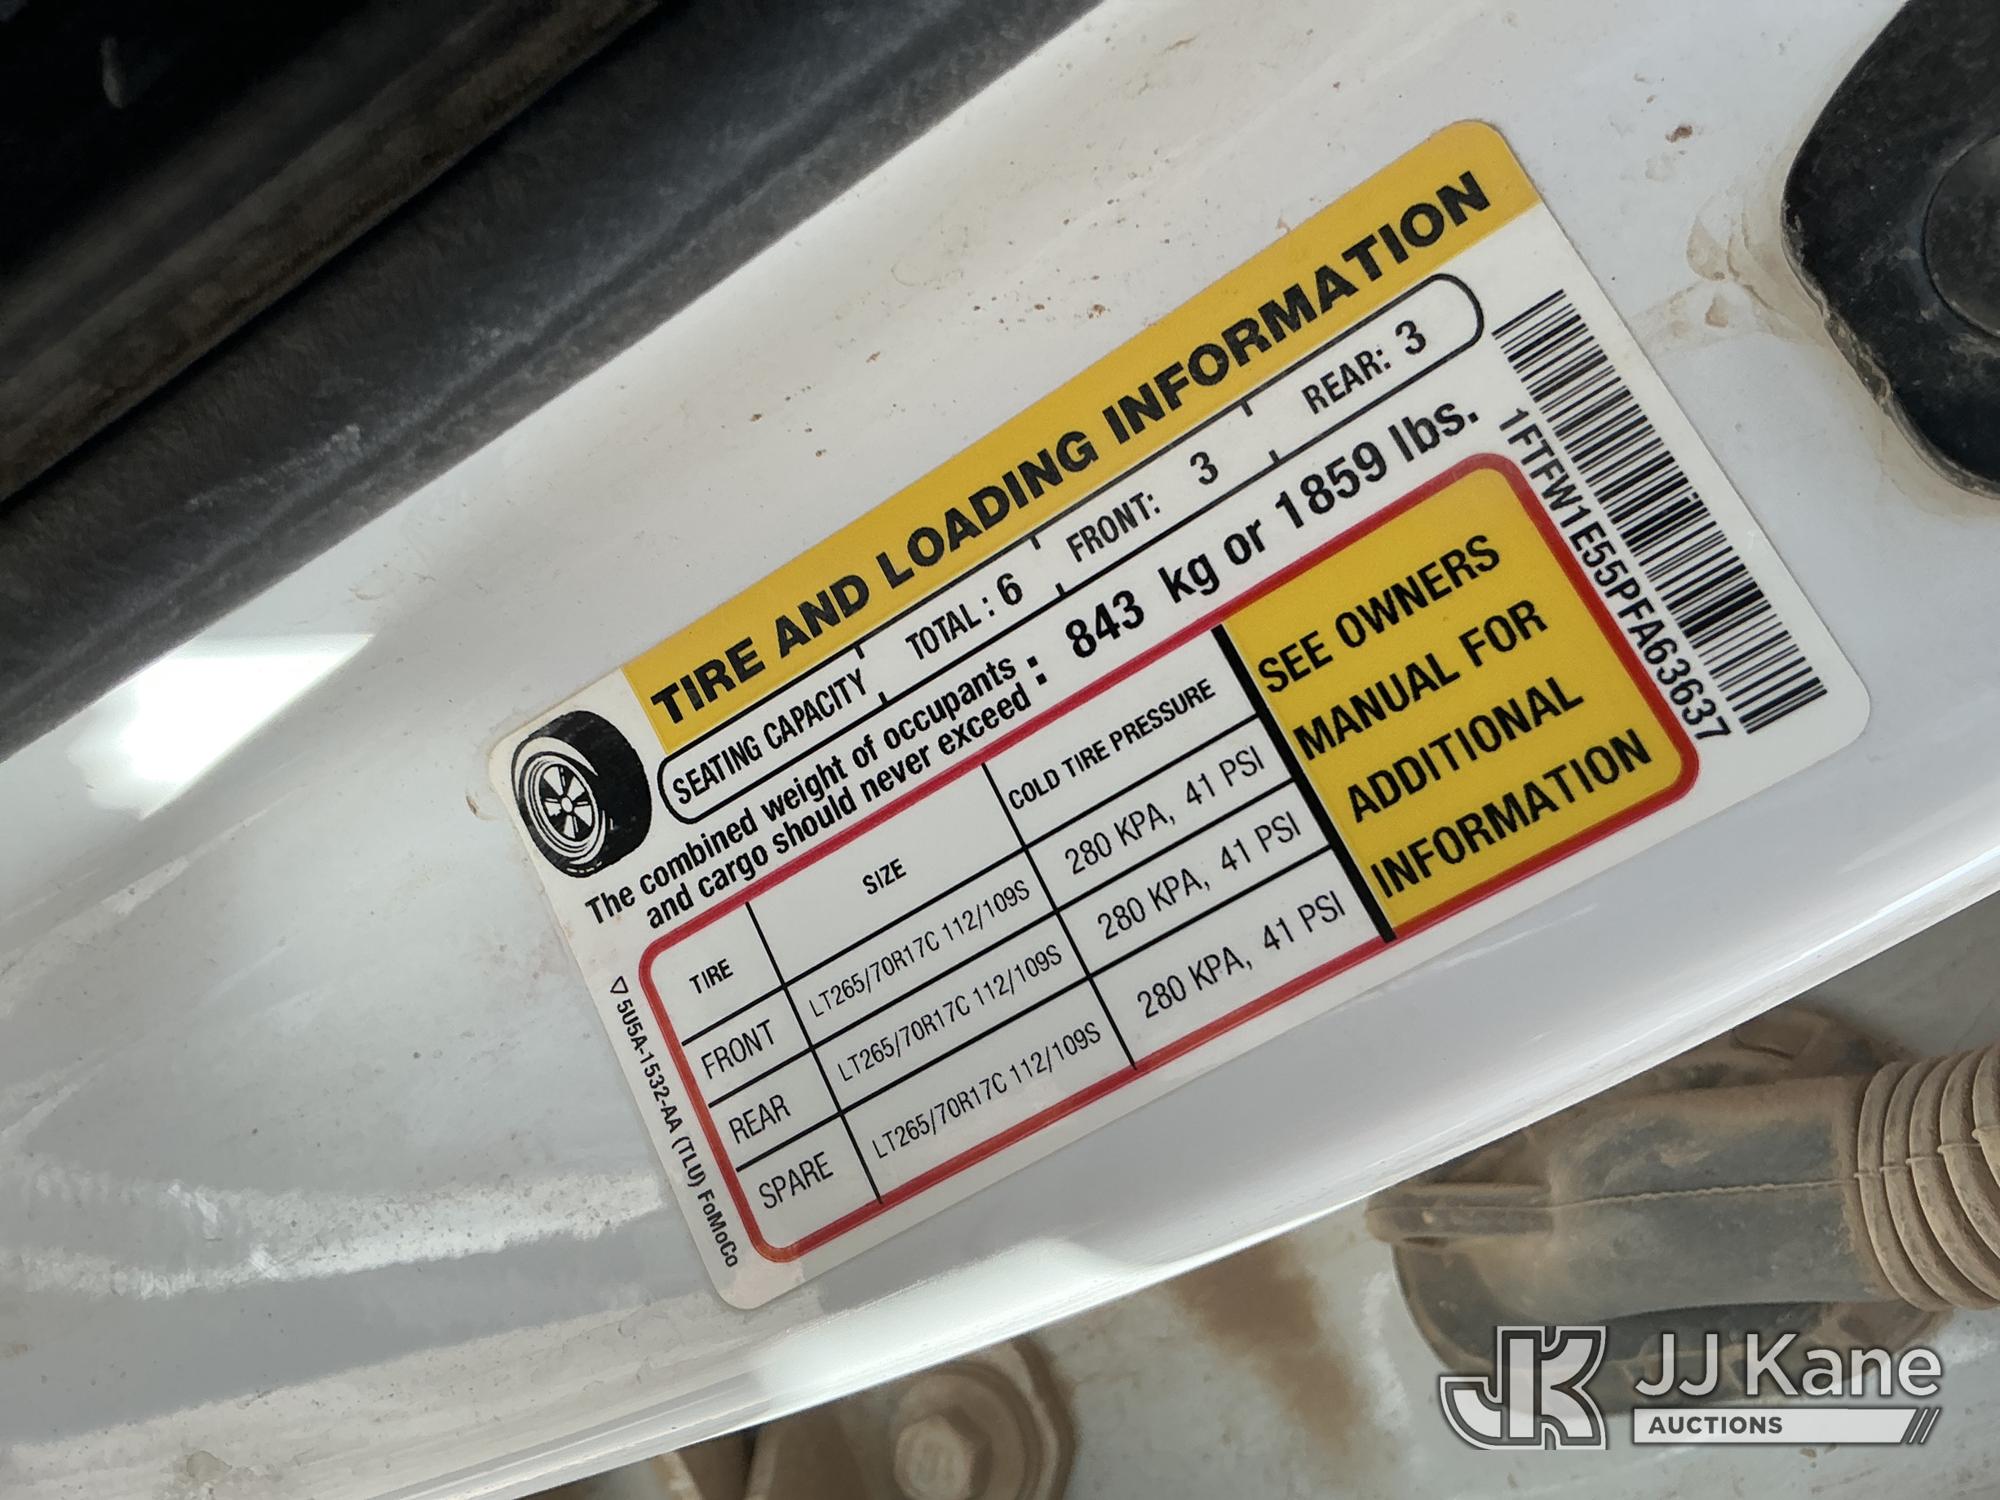 TIRE AND LOADING INFORMATION
SEATING CAPACITY TOTAL : 6 FRONT: 3 REAR: 3
The combined weight of occupants
and cargo should never exceed : 843 kg or 1859 lbs.
TIRE SIZE COLD TIRE PRESSURE
FRONT LT265/70R17C 112/109S 280 KPA, 41 PSI
REAR LT265/70R17C 112/109S 280 KPA, 41 PSI
SPARE LT265/70R17C 112/109S 280 KPA, 41 PSI
SEE OWNERS
MANUAL FOR
ADDITIONAL
INFORMATION
1FTFW1E55PFA63637
5U5A-1532-AA (TLU) FoMoCo
JK JJ Kane
AUCTIONS